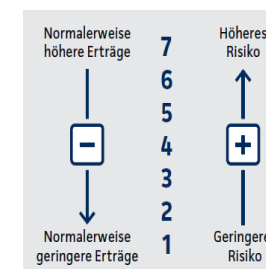 Normalerweise
höhere Erträge
7
6
5
4
3
2
1
−
Normalerweise
geringere Erträge
Höheres
Risiko
+
Geringere
Risiko